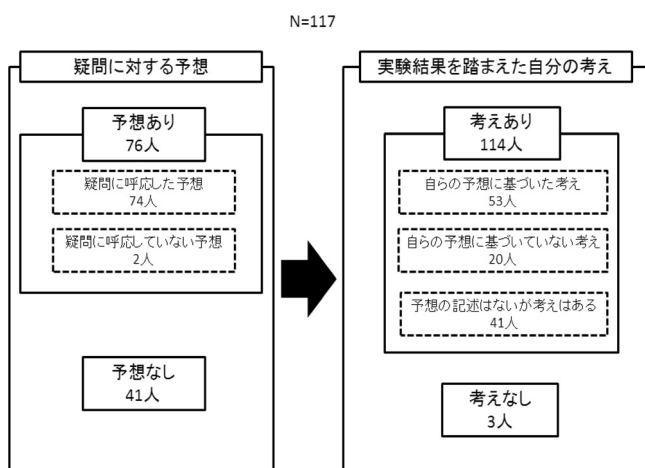 N=117
疑問に対する予想
予想あり
76人
疑問に呼応した予想
74人
疑問に呼応していない予想
2人
予想なし
41人
実験結果を踏まえた自分の考え
考えあり
114人
自らの予想に基づいた考え
53人
自らの予想に基づいていない考え
20人
予想の記述はないが考えはある
41人
考えなし
3人